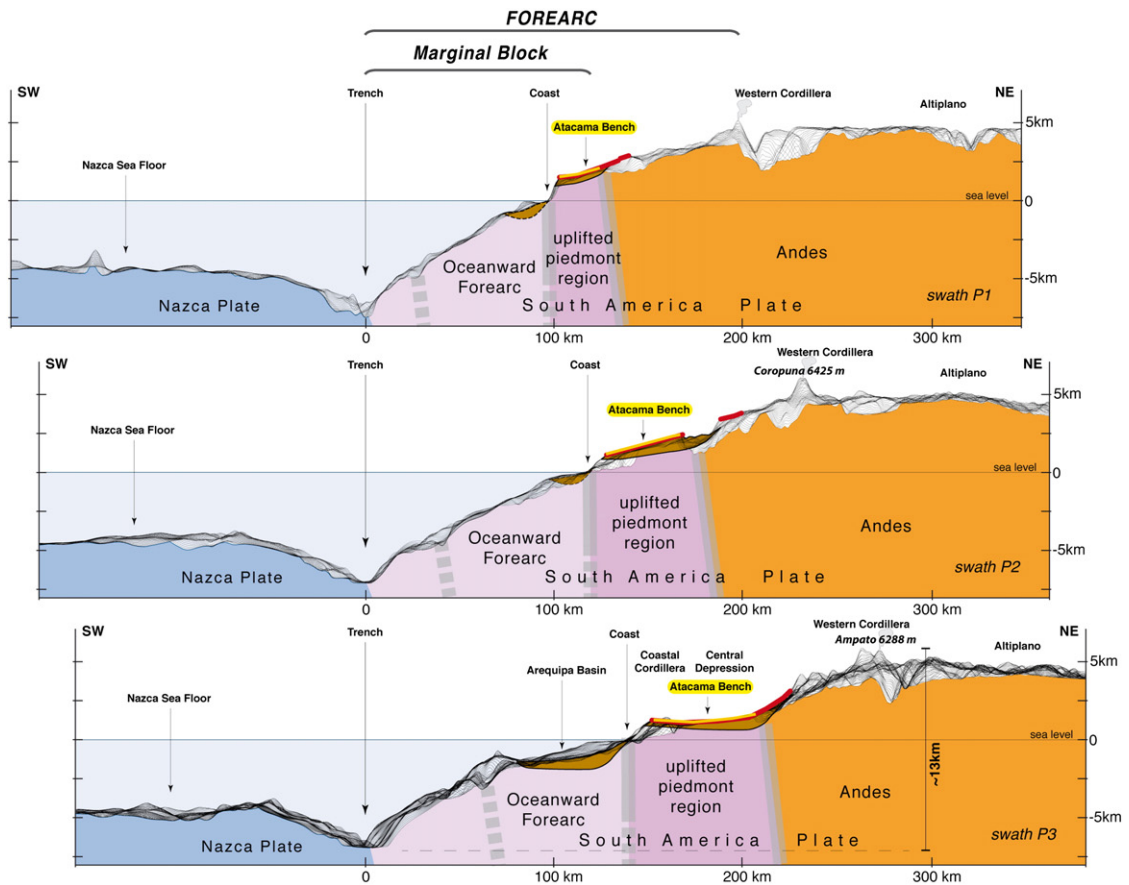 FOREARC
Marginal Block
SW
Trench
Coast
Western Cordillera
Altiplano
NE
Atacama Bench
5km
Nazca Sea Floor
sea level
0
uplifted
piedmont
region
Oceanward
Forearc
Andes
-5km
Nazca Plate
South America Plate
swath P1
0
100 km
200 km
300 km
SW
Trench
Coast
Western Cordillera
Coropuna 6425 m
Altiplano
NE
5km
Atacama Bench
Nazca Sea Floor
sea level
0
uplifted
piedmont
region
Oceanward
Forearc
Andes
-5km
Nazca Plate
South America Plate
swath P2
0
100 km
200 km
300 km
SW
Trench
Coast
Western Cordillera
Ampato 6288 m
NE
Altiplano
Arequipa Basin
Coastal
Cordillera
Central
Depression
Atacama Bench
5km
Nazca Sea Floor
sea level
0
~13km
uplifted
piedmont
region
Oceanward
Forearc
Andes
-5km
Nazca Plate
South America Plate
swath P3
0
100 km
200 km
300 km